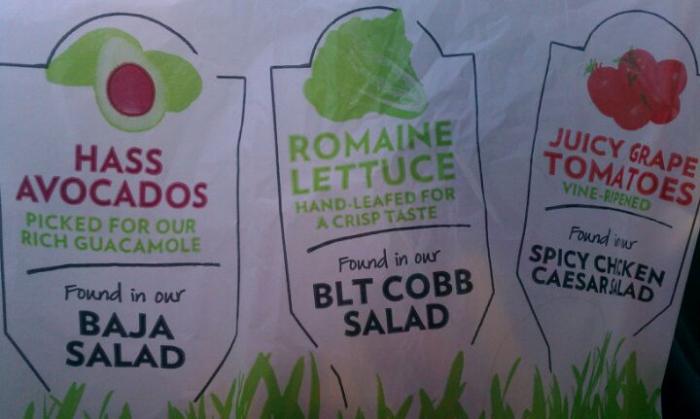 HASS
AVOCADOS
PICKED FOR OUR
RICH GUACAMOLE
Found in our
BAJA
SALAD
ROMAINE
LETTUCE
HAND-LEAFED FOR
A CRISP TASTE
Found in our
BLT COBB
SALAD
JUICY GRAPE
TOMATOES
VINE-RIPENED
Found in our
SPICY CHICKEN
CAESAR SALAD